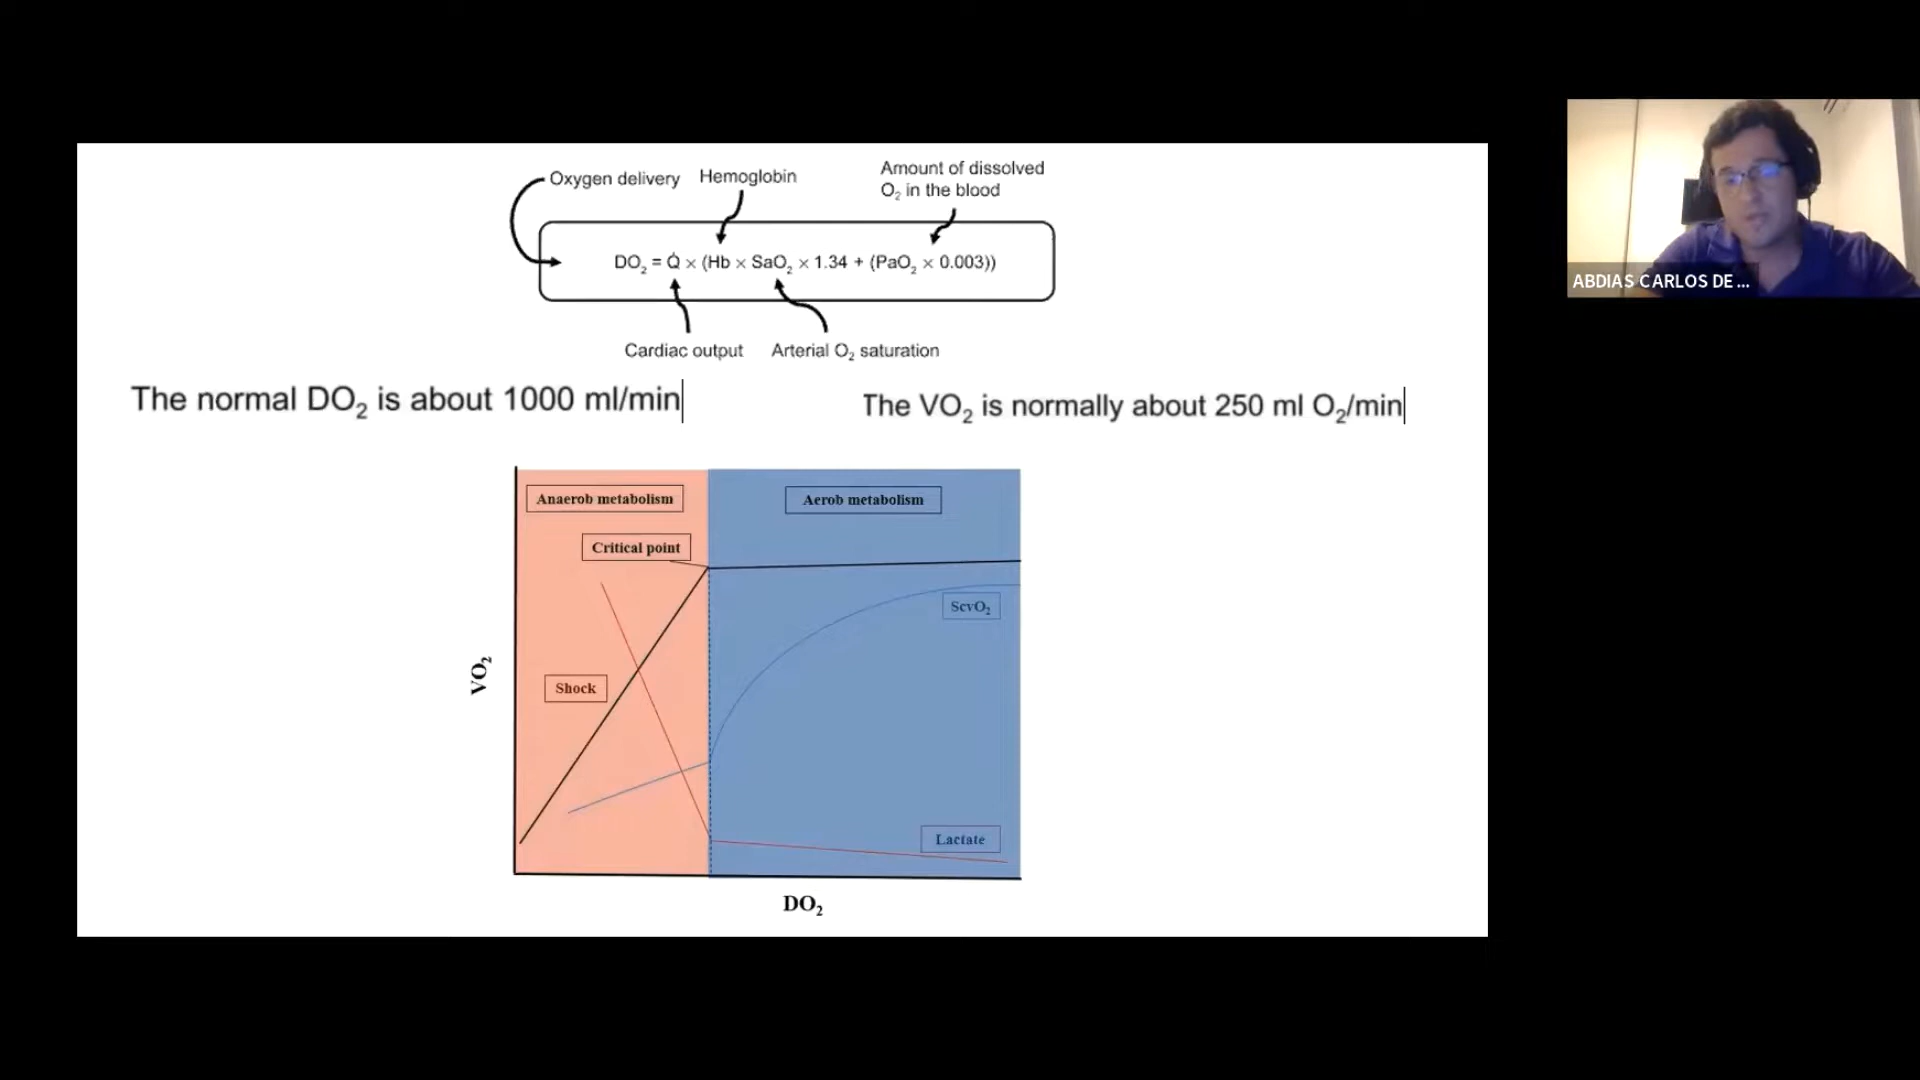 Oxygen delivery
Hemoglobin
Amount of dissolved
O₂ in the blood
DO₂ = Q̇ × (Hb × SaO₂ × 1.34 + (PaO₂ × 0.003))
Cardiac output
Arterial O₂ saturation
The normal DO₂ is about 1000 ml/min
The VO₂ is normally about 250 ml O₂/min
Anaerob metabolism
Aerob metabolism
Critical point
ScvO₂
Shock
VO₂
Lactate
DO₂
ABDIAS CARLOS DE ...